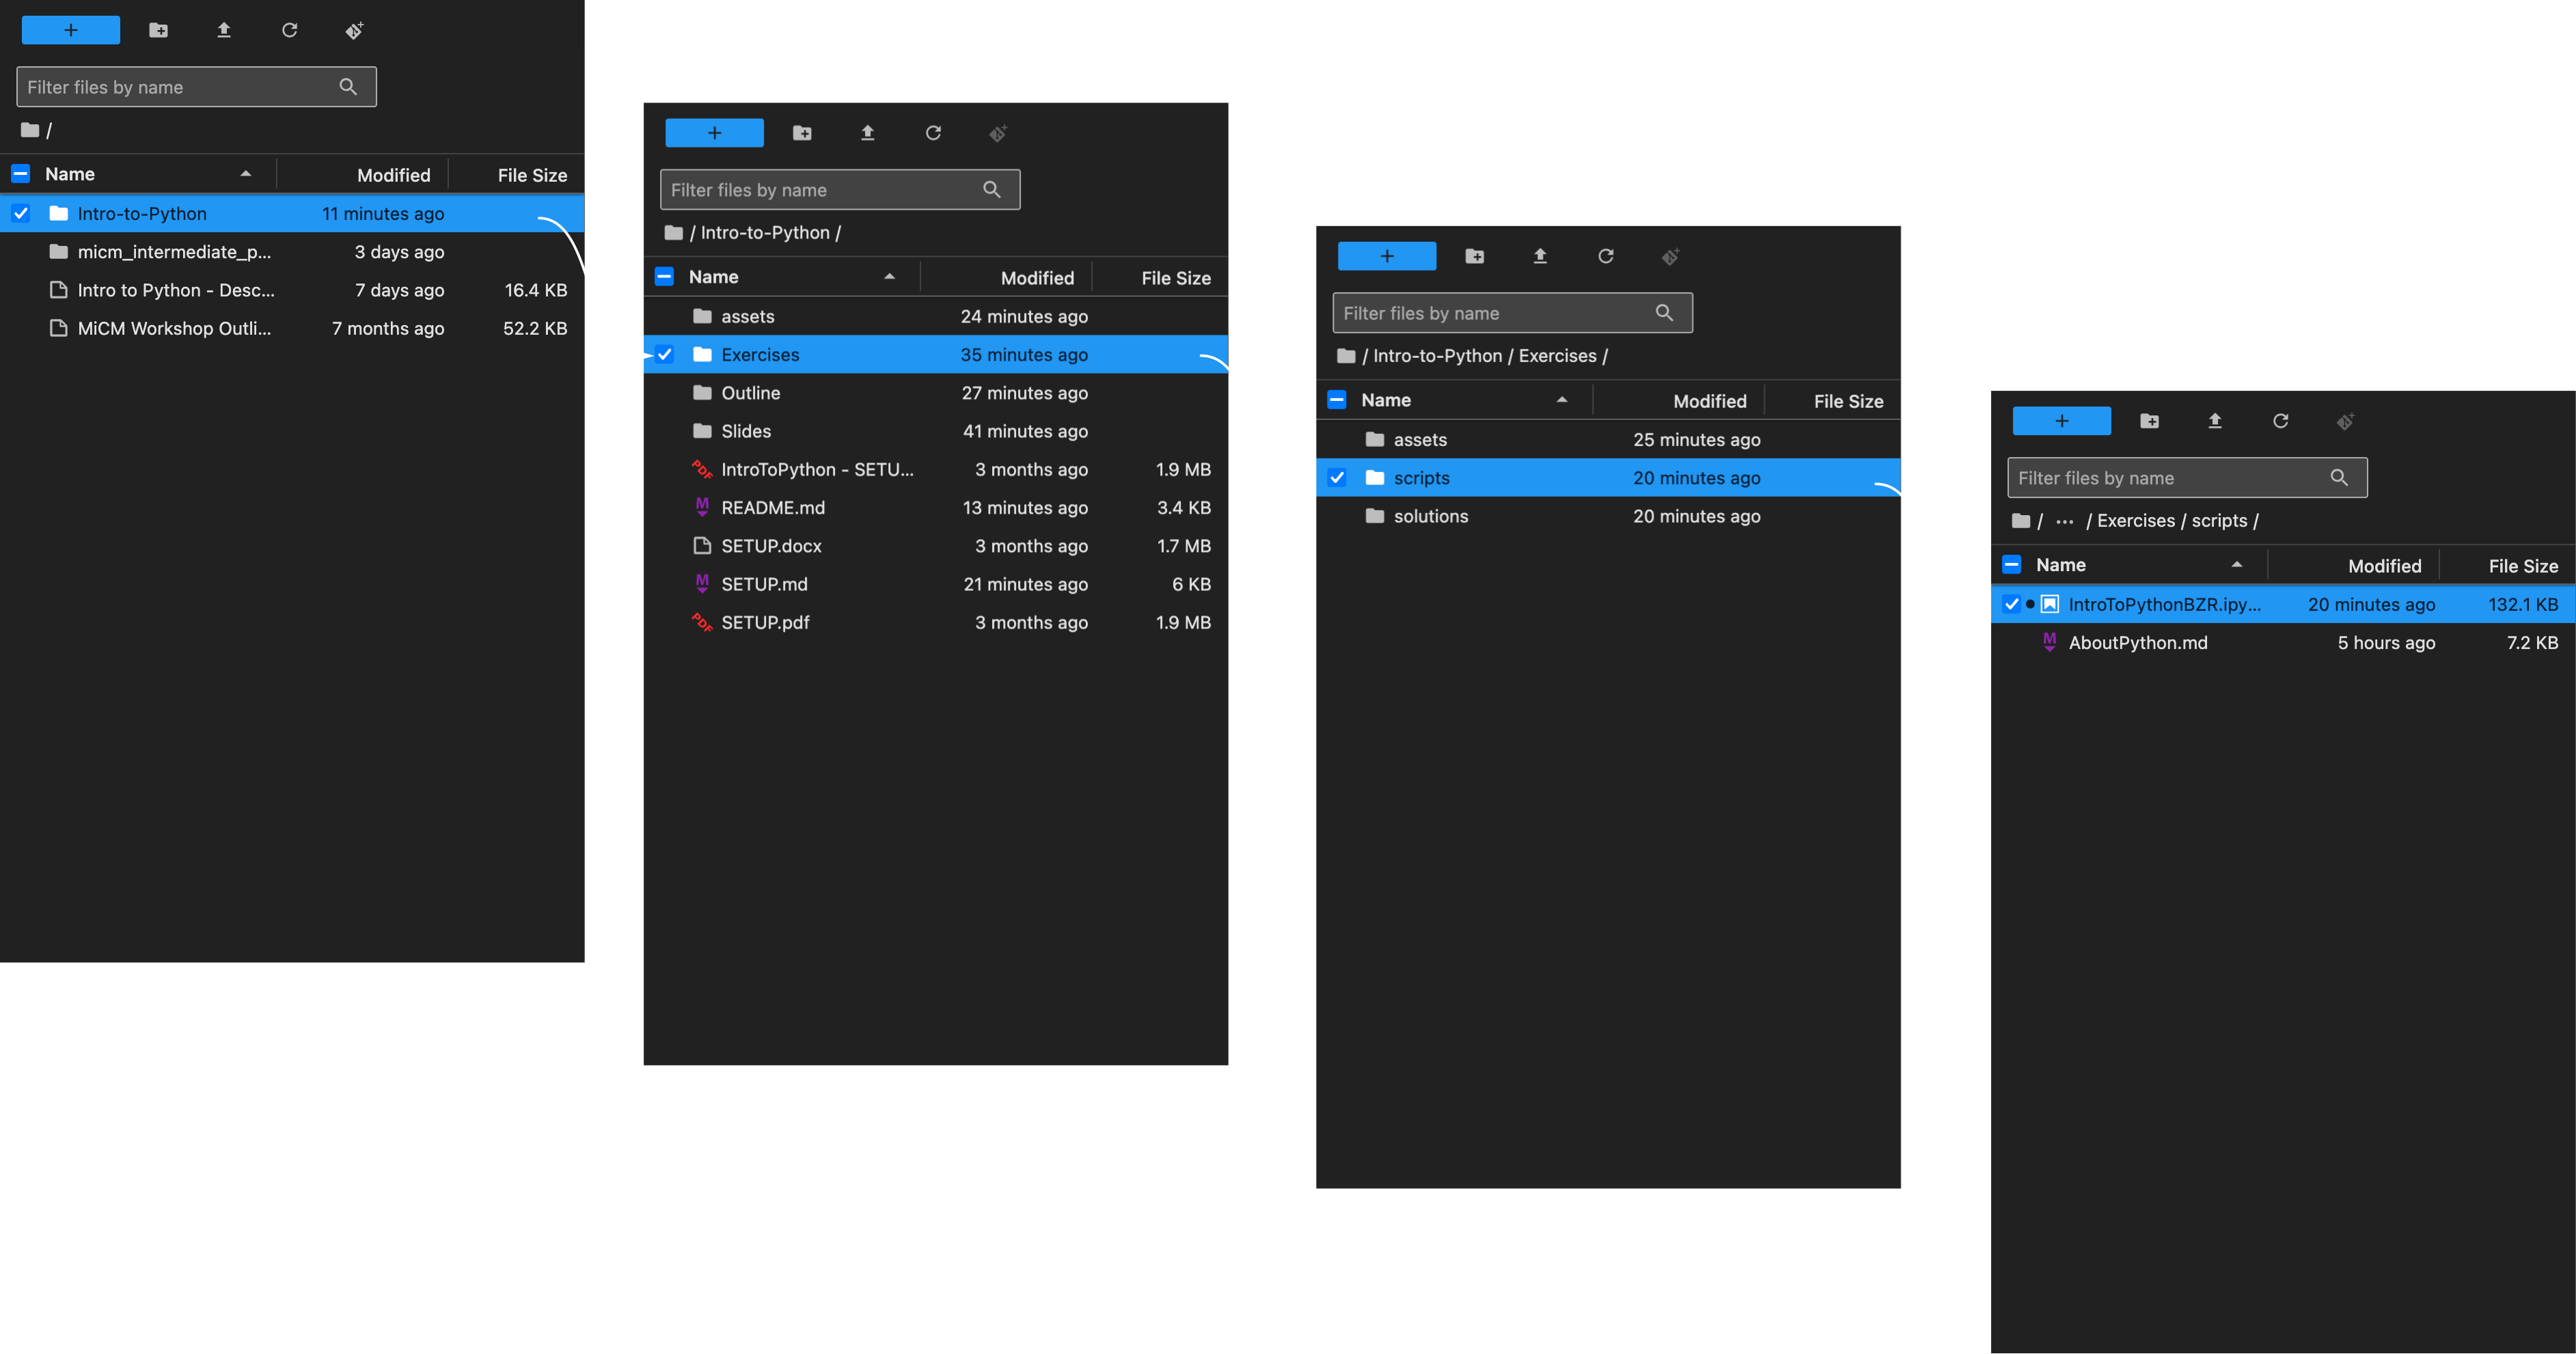 Filter files by name
/
Name Modified File Size
Intro-to-Python 11 minutes ago
micm_intermediate_p... 3 days ago
Intro to Python - Desc... 7 days ago 16.4 KB
MiCM Workshop Outli... 7 months ago 52.2 KB
Filter files by name
/ Intro-to-Python /
Name Modified File Size
assets 24 minutes ago
Exercises 35 minutes ago
Outline 27 minutes ago
Slides 41 minutes ago
PDF IntroToPython - SETU... 3 months ago 1.9 MB
M README.md 13 minutes ago 3.4 KB
SETUP.docx 3 months ago 1.7 MB
M SETUP.md 21 minutes ago 6 KB
PDF SETUP.pdf 3 months ago 1.9 MB
Filter files by name
/ Intro-to-Python / Exercises /
Name Modified File Size
assets 25 minutes ago
scripts 20 minutes ago
solutions 20 minutes ago
Filter files by name
/ ... / Exercises / scripts /
Name Modified File Size
IntroToPythonBZR.ipy... 20 minutes ago 132.1 KB
M AboutPython.md 5 hours ago 7.2 KB